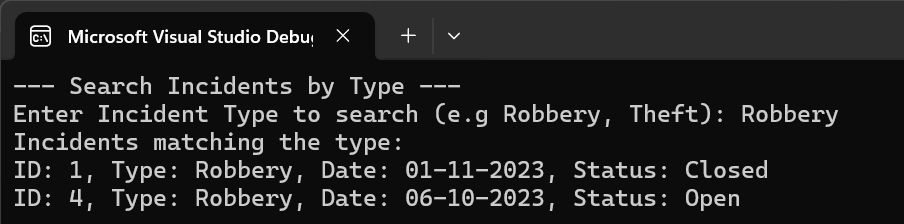 Microsoft Visual Studio Debu
--- Search Incidents by Type ---
Enter Incident Type to search (e.g Robbery, Theft): Robbery
Incidents matching the type:
ID: 1, Type: Robbery, Date: 01-11-2023, Status: Closed
ID: 4, Type: Robbery, Date: 06-10-2023, Status: Open